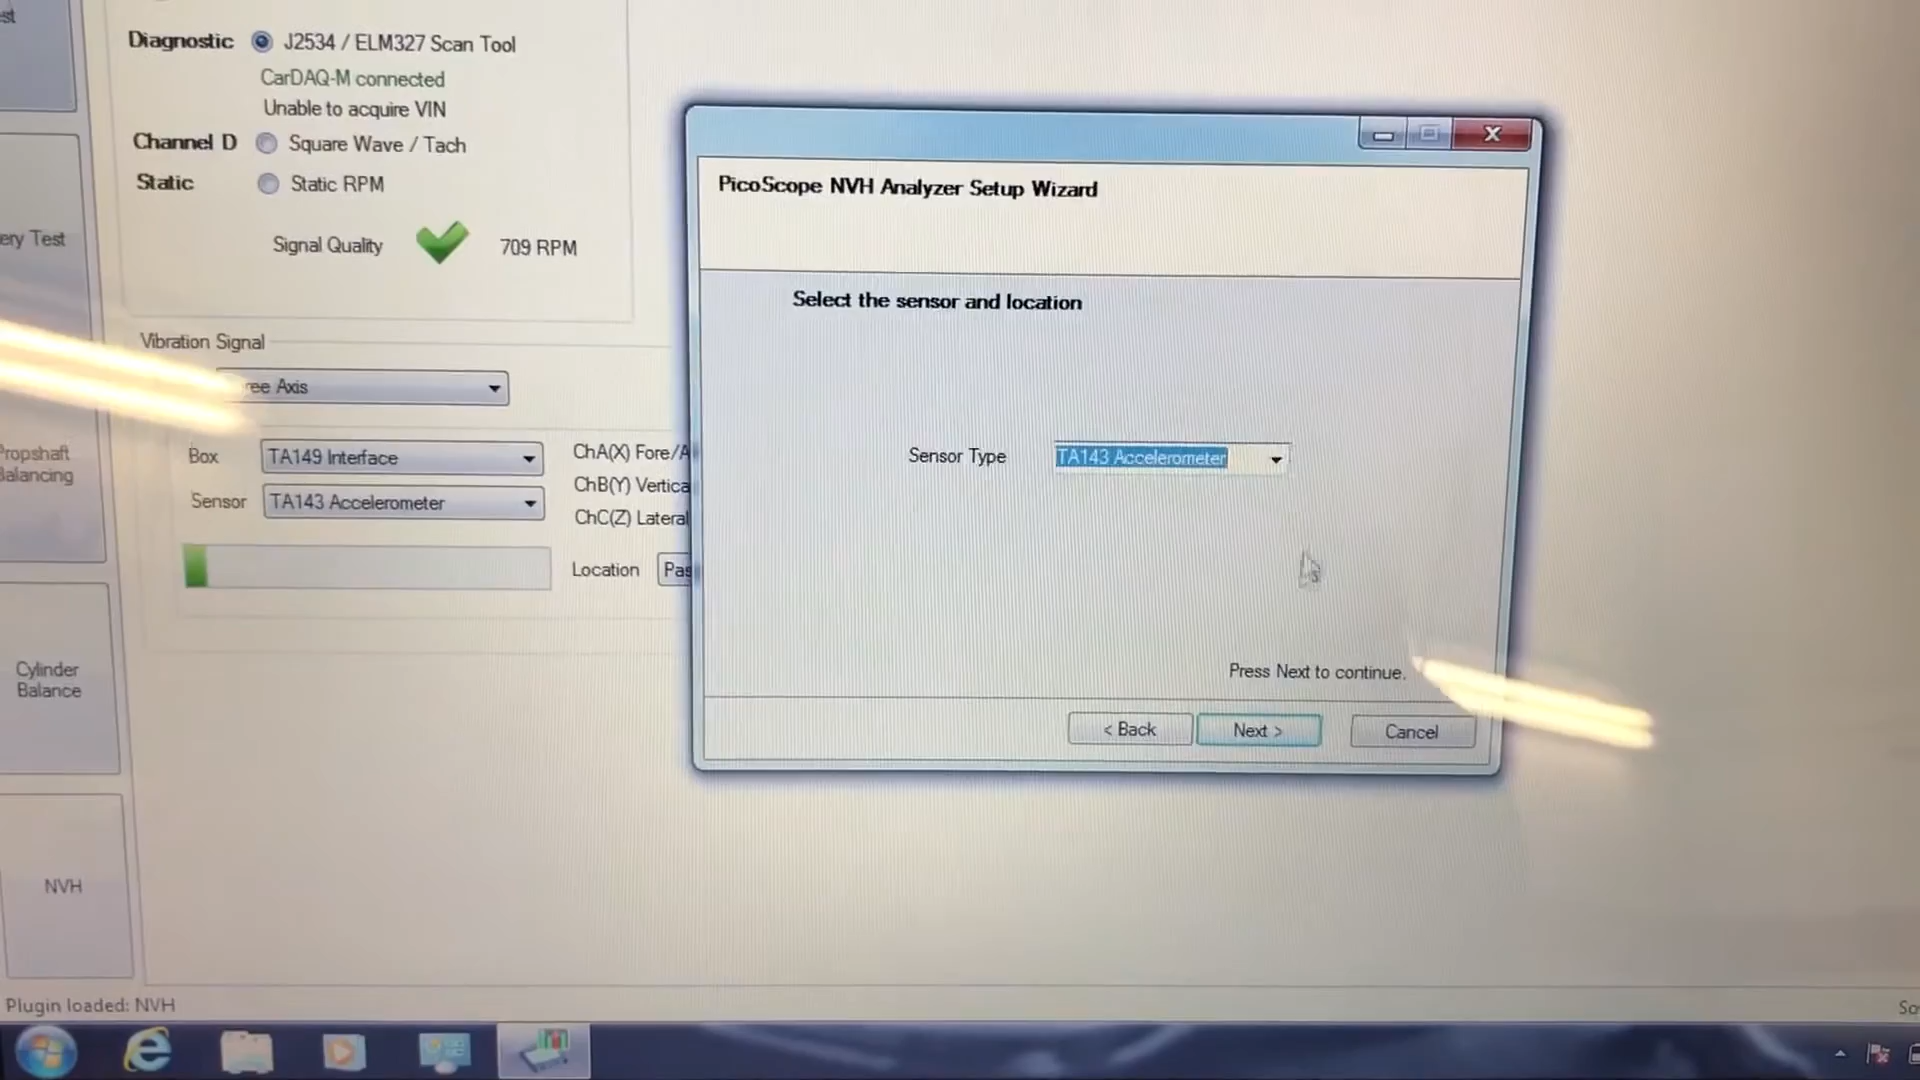 Diagnostic J2534 / ELM327 Scan Tool
CarDAQ-M connected
Unable to acquire VIN
Channel D Square Wave / Tach
Static Static RPM
Signal Quality 709 RPM
Vibration Signal
ree Axis
Box TA149 Interface
Sensor TA143 Accelerometer
ChA(X) Fore/A
ChB(Y) Vertica
ChC(Z) Lateral
Location Pas
PicoScope NVH Analyzer Setup Wizard
Select the sensor and location
Sensor Type TA143 Accelerometer
Press Next to continue.
< Back Next > Cancel
st
ery Test
Propshaft
Balancing
Cylinder
Balance
NVH
Plugin loaded: NVH
So